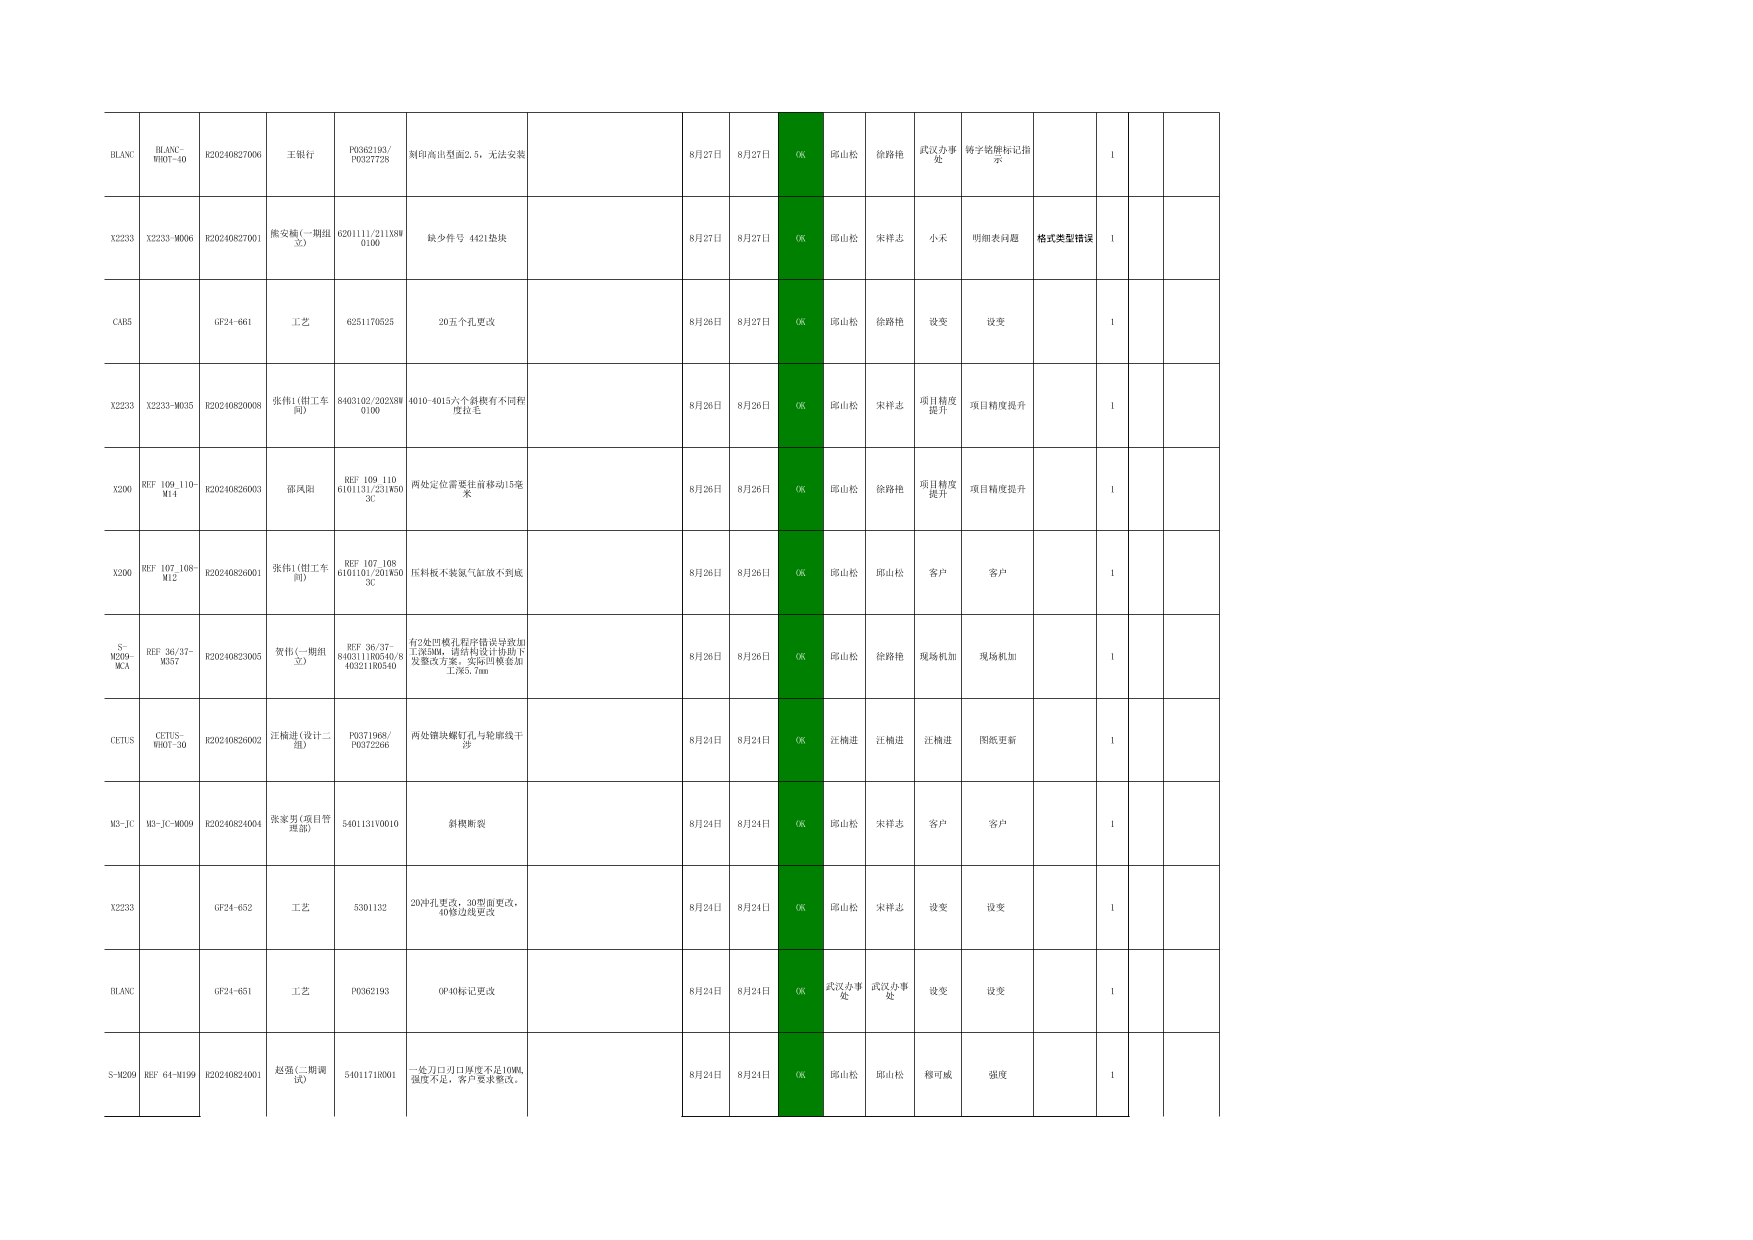 BLANC BLANC-WHOT-40 R20240827006 王银行 P0362193/P0327728 刻印高出型面2.5，无法安装 8月27日 8月27日 OK 邱山松 徐路艳 武汉办事处 铸字铭牌标记指示 1
X2233 X2233-M006 R20240827001 熊安楠(一期组立) 6201111/211X8W0100 缺少件号 4421垫块 8月27日 8月27日 OK 邱山松 宋祥志 小禾 明细表问题 格式类型错误 1
CAB5 GF24-661 工艺 6251170525 20五个孔更改 8月26日 8月27日 OK 邱山松 徐路艳 设变 设变 1
X2233 X2233-M035 R20240820008 张伟1(钳工车间) 8403102/202X8W0100 4010-4015六个斜楔有不同程度拉毛 8月26日 8月26日 OK 邱山松 宋祥志 项目精度提升 项目精度提升 1
X200 REF 109_110-M14 R20240826003 邵凤阳 REF 109_110 6101131/231W503C 两处定位需要往前移动15毫米 8月26日 8月26日 OK 邱山松 徐路艳 项目精度提升 项目精度提升 1
X200 REF 107_108-M12 R20240826001 张伟1(钳工车间) REF 107_108 6101101/201W503C 压料板不装氮气缸放不到底 8月26日 8月26日 OK 邱山松 邱山松 客户 客户 1
S-M209-MCA REF 36/37-M357 R20240823005 贺伟(一期组立) REF 36/37-8403111R0540/8403211R0540 有2处凹模孔程序错误导致加工深5MM，请结构设计协助下发整改方案。实际凹模套加工深5.7mm 8月26日 8月26日 OK 邱山松 徐路艳 现场机加 现场机加 1
CETUS CETUS-WHOT-30 R20240826002 汪楠进(设计二组) P0371968/P0372266 两处镶块螺钉孔与轮廓线干涉 8月24日 8月24日 OK 汪楠进 汪楠进 汪楠进 图纸更新 1
M3-JC M3-JC-M009 R20240824004 张家男(项目管理部) 5401131V0010 斜楔断裂 8月24日 8月24日 OK 邱山松 宋祥志 客户 客户 1
X2233 GF24-652 工艺 5301132 20冲孔更改，30型面更改，40修边线更改 8月24日 8月24日 OK 邱山松 宋祥志 设变 设变 1
BLANC GF24-651 工艺 P0362193 OP40标记更改 8月24日 8月24日 OK 武汉办事处 武汉办事处 设变 设变 1
S-M209 REF 64-M199 R20240824001 赵强(二期调试) 5401171R001 一处刀口刃口厚度不足10MM,强度不足，客户要求整改。 8月24日 8月24日 OK 邱山松 邱山松 穆可威 强度 1